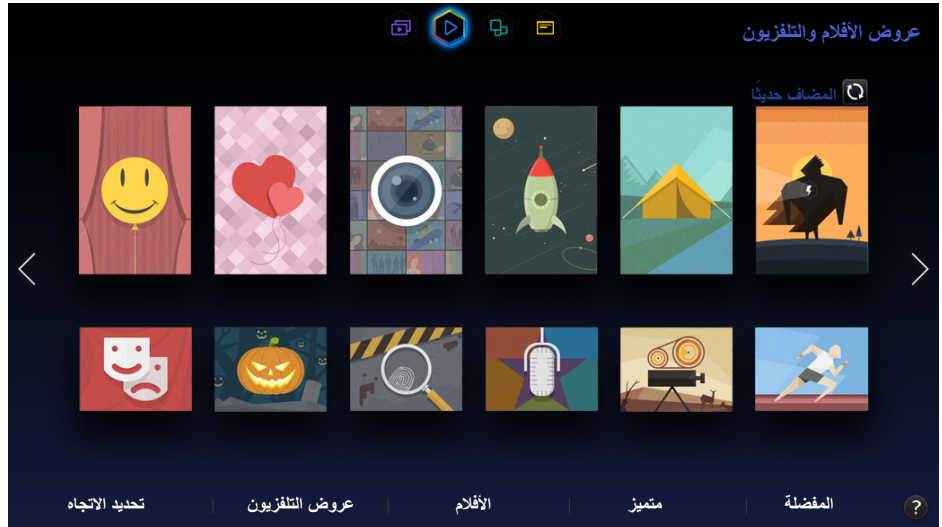 عروض الأفلام والتلفزيون
المضاف حديثًا
المفضلة
متميز
الأفلام
عروض التلفزيون
تحديد الاتجاه
?